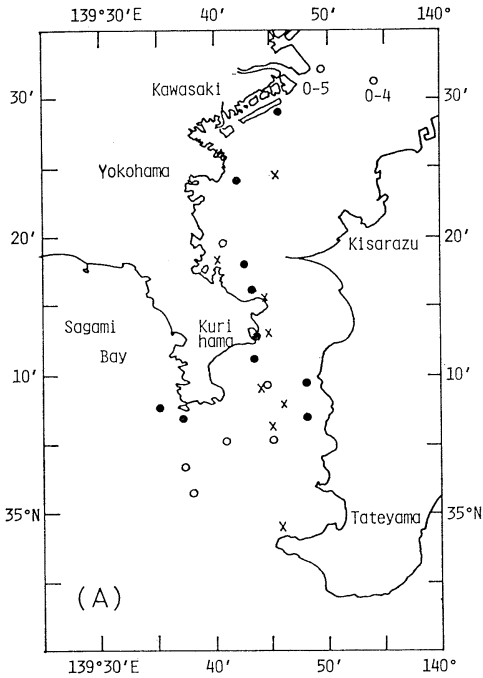 139°30'E 40' 50' 140°
Kawasaki
O-5
O-4
30' 30'
Yokohama
20' 20'
Kisarazu
Sagami
Bay
Kuri
hama
10' 10'
35°N 35°N
Tateyama
(A)
139°30'E 40' 50' 140°